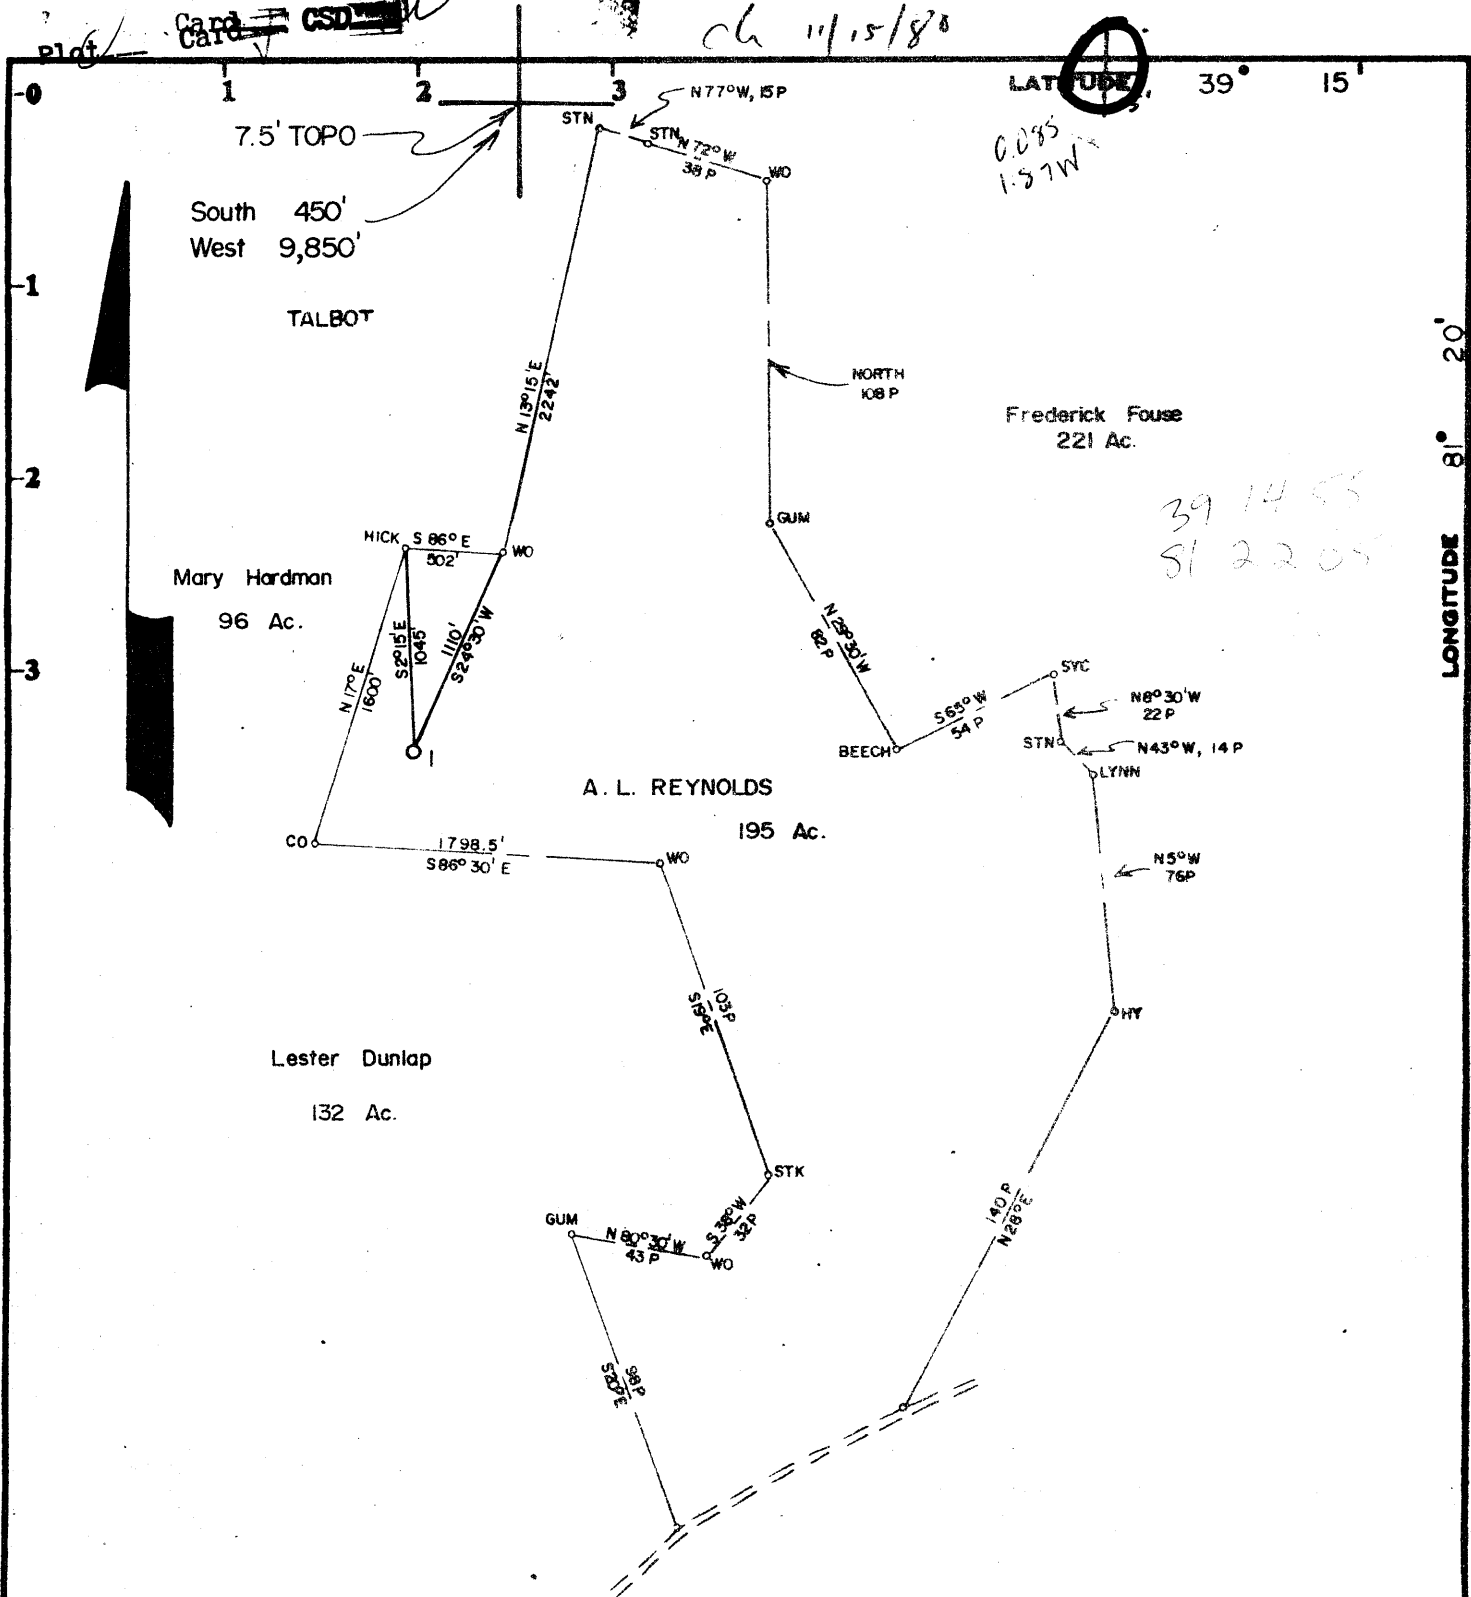 Card CSD
Card
Plot
ch 11/15/80
0 1 2 3
LATITUDE 39° 15'
7.5' TOPO
South 450'
West 9,850'
0.085
1.87W
STN
N77°W, 15P
STN
N 72° W
38 P
WO
1
TALBOT
N 13°15'E
2242'
NORTH
108 P
Frederick Fouse
221 Ac.
LONGITUDE 81° 20'
39 14 55
81 22 05
2
GUM
HICK
S 86° E
502'
WO
Mary Hardman
96 Ac.
N 17° E
1600'
S2°15'E
1045'
1110'
S24°30'W
1
3
N 29°30'W
82 P
SYC
N8°30'W
22 P
S65°W
54 P
BEECH
STN
N43°W, 14 P
LYNN
A. L. REYNOLDS
195 Ac.
CO
1798.5'
S86°30'E
WO
N5°W
76P
103P
S19°E
HY
Lester Dunlap
132 Ac.
STK
S 38° W
32P
GUM
N 80°30'W
43 P
WO
140 P
N28°E
98P
S20°E